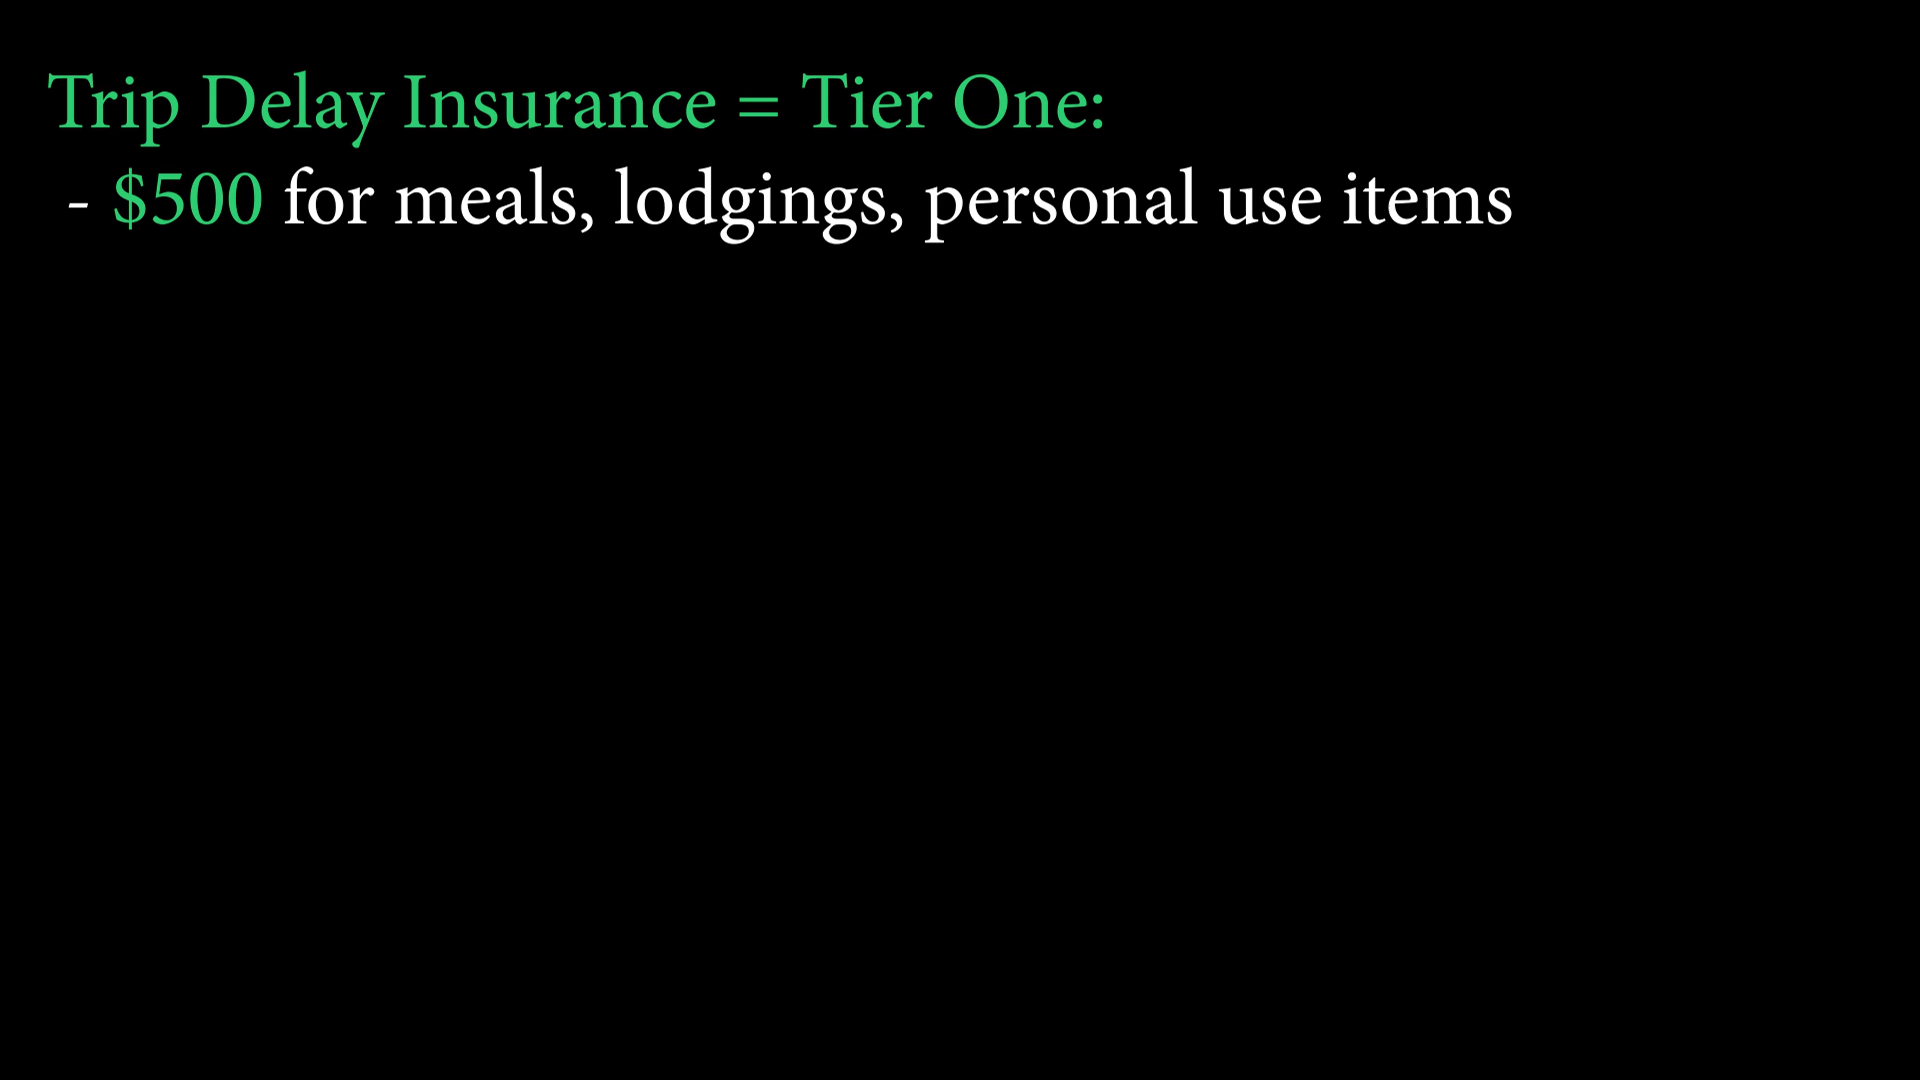 Trip Delay Insurance = Tier One:
- $500 for meals, lodgings, personal use items